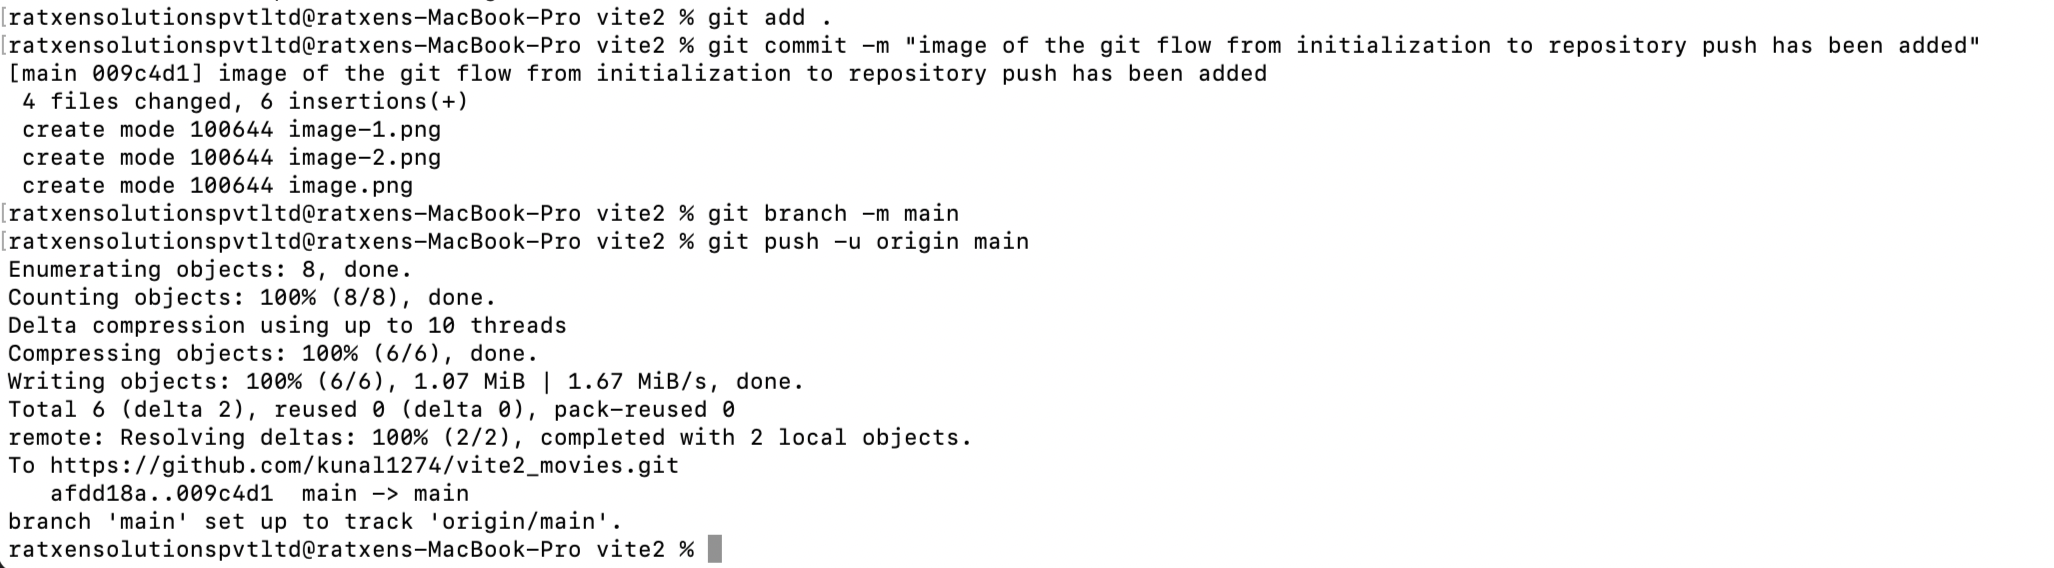 [ratxensolutionspvtltd@ratxens-MacBook-Pro vite2 % git add .
[ratxensolutionspvtltd@ratxens-MacBook-Pro vite2 % git commit -m "image of the git flow from initialization to repository push has been added"
[main 009c4d1] image of the git flow from initialization to repository push has been added
 4 files changed, 6 insertions(+)
 create mode 100644 image-1.png
 create mode 100644 image-2.png
 create mode 100644 image.png
[ratxensolutionspvtltd@ratxens-MacBook-Pro vite2 % git branch -m main
[ratxensolutionspvtltd@ratxens-MacBook-Pro vite2 % git push -u origin main
Enumerating objects: 8, done.
Counting objects: 100% (8/8), done.
Delta compression using up to 10 threads
Compressing objects: 100% (6/6), done.
Writing objects: 100% (6/6), 1.07 MiB | 1.67 MiB/s, done.
Total 6 (delta 2), reused 0 (delta 0), pack-reused 0
remote: Resolving deltas: 100% (2/2), completed with 2 local objects.
To https://github.com/kunal1274/vite2_movies.git
   afdd18a..009c4d1  main -> main
branch 'main' set up to track 'origin/main'.
ratxensolutionspvtltd@ratxens-MacBook-Pro vite2 %